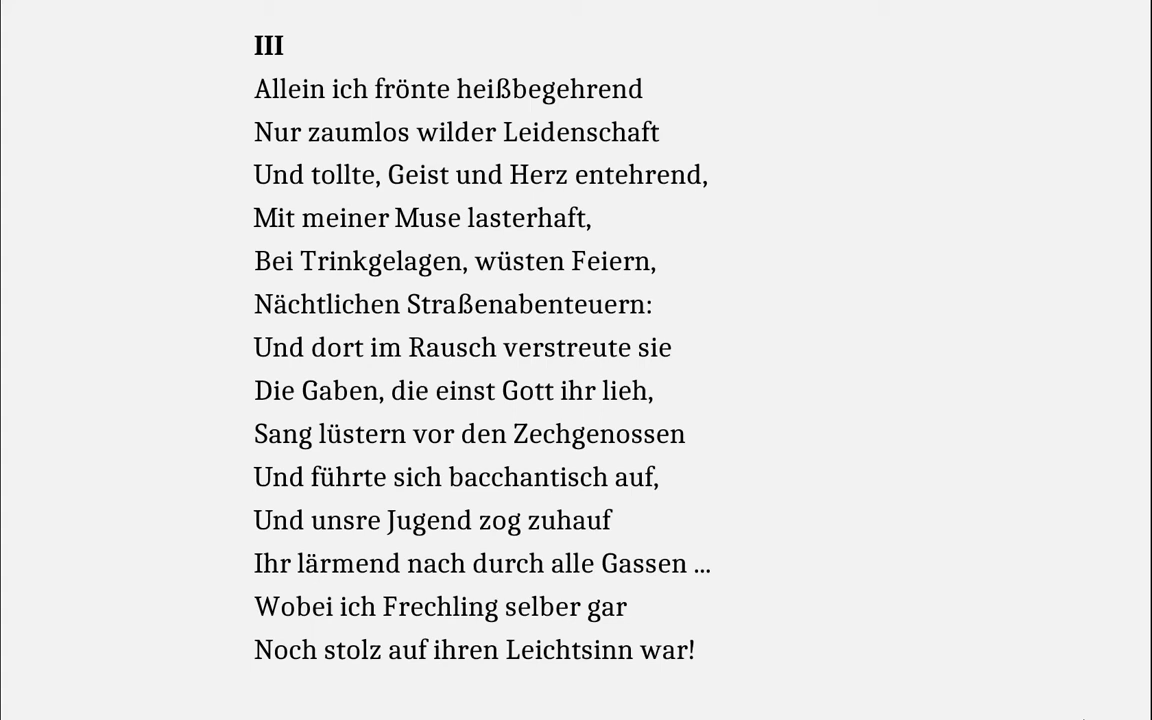 III
Allein ich frönte heißbegehrend
Nur zaumlos wilder Leidenschaft
Und tollte, Geist und Herz entehrend,
Mit meiner Muse lasterhaft,
Bei Trinkgelagen, wüsten Feiern,
Nächtlichen Straßenabenteuern:
Und dort im Rausch verstreute sie
Die Gaben, die einst Gott ihr lieh,
Sang lüstern vor den Zechgenossen
Und führte sich bacchantisch auf,
Und unsre Jugend zog zuhauf
Ihr lärmend nach durch alle Gassen ...
Wobei ich Frechling selber gar
Noch stolz auf ihren Leichtsinn war!